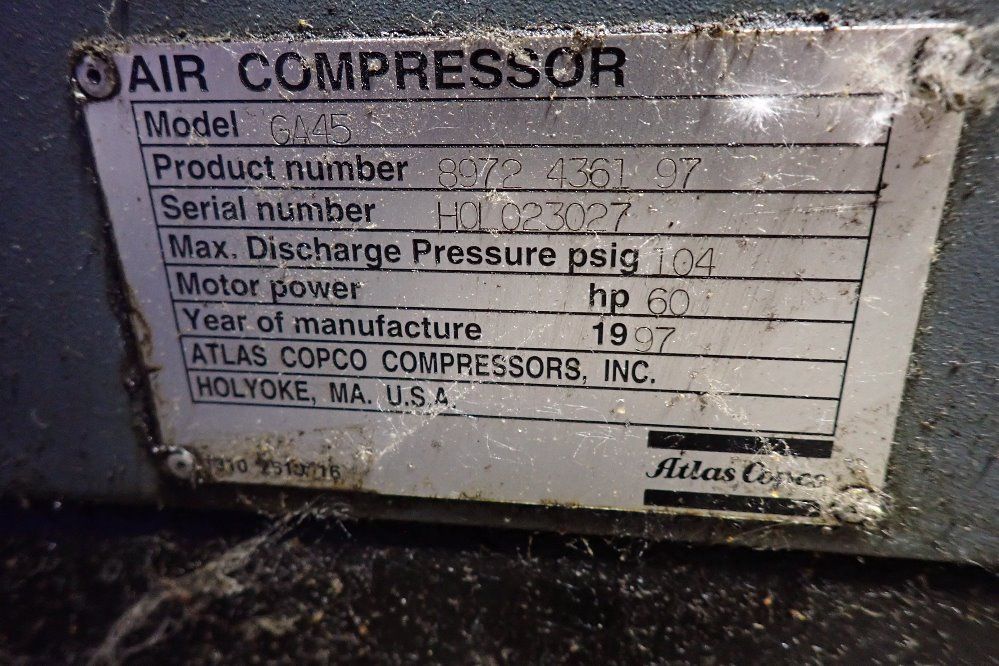 AIR COMPRESSOR
Model GA45
Product number 8972 4361 97
Serial number HOL023027
Max. Discharge Pressure psig 104
Motor power hp 60
Year of manufacture 1997
ATLAS COPCO COMPRESSORS, INC.
HOLYOKE, MA. U.S.A.
Atlas Copco